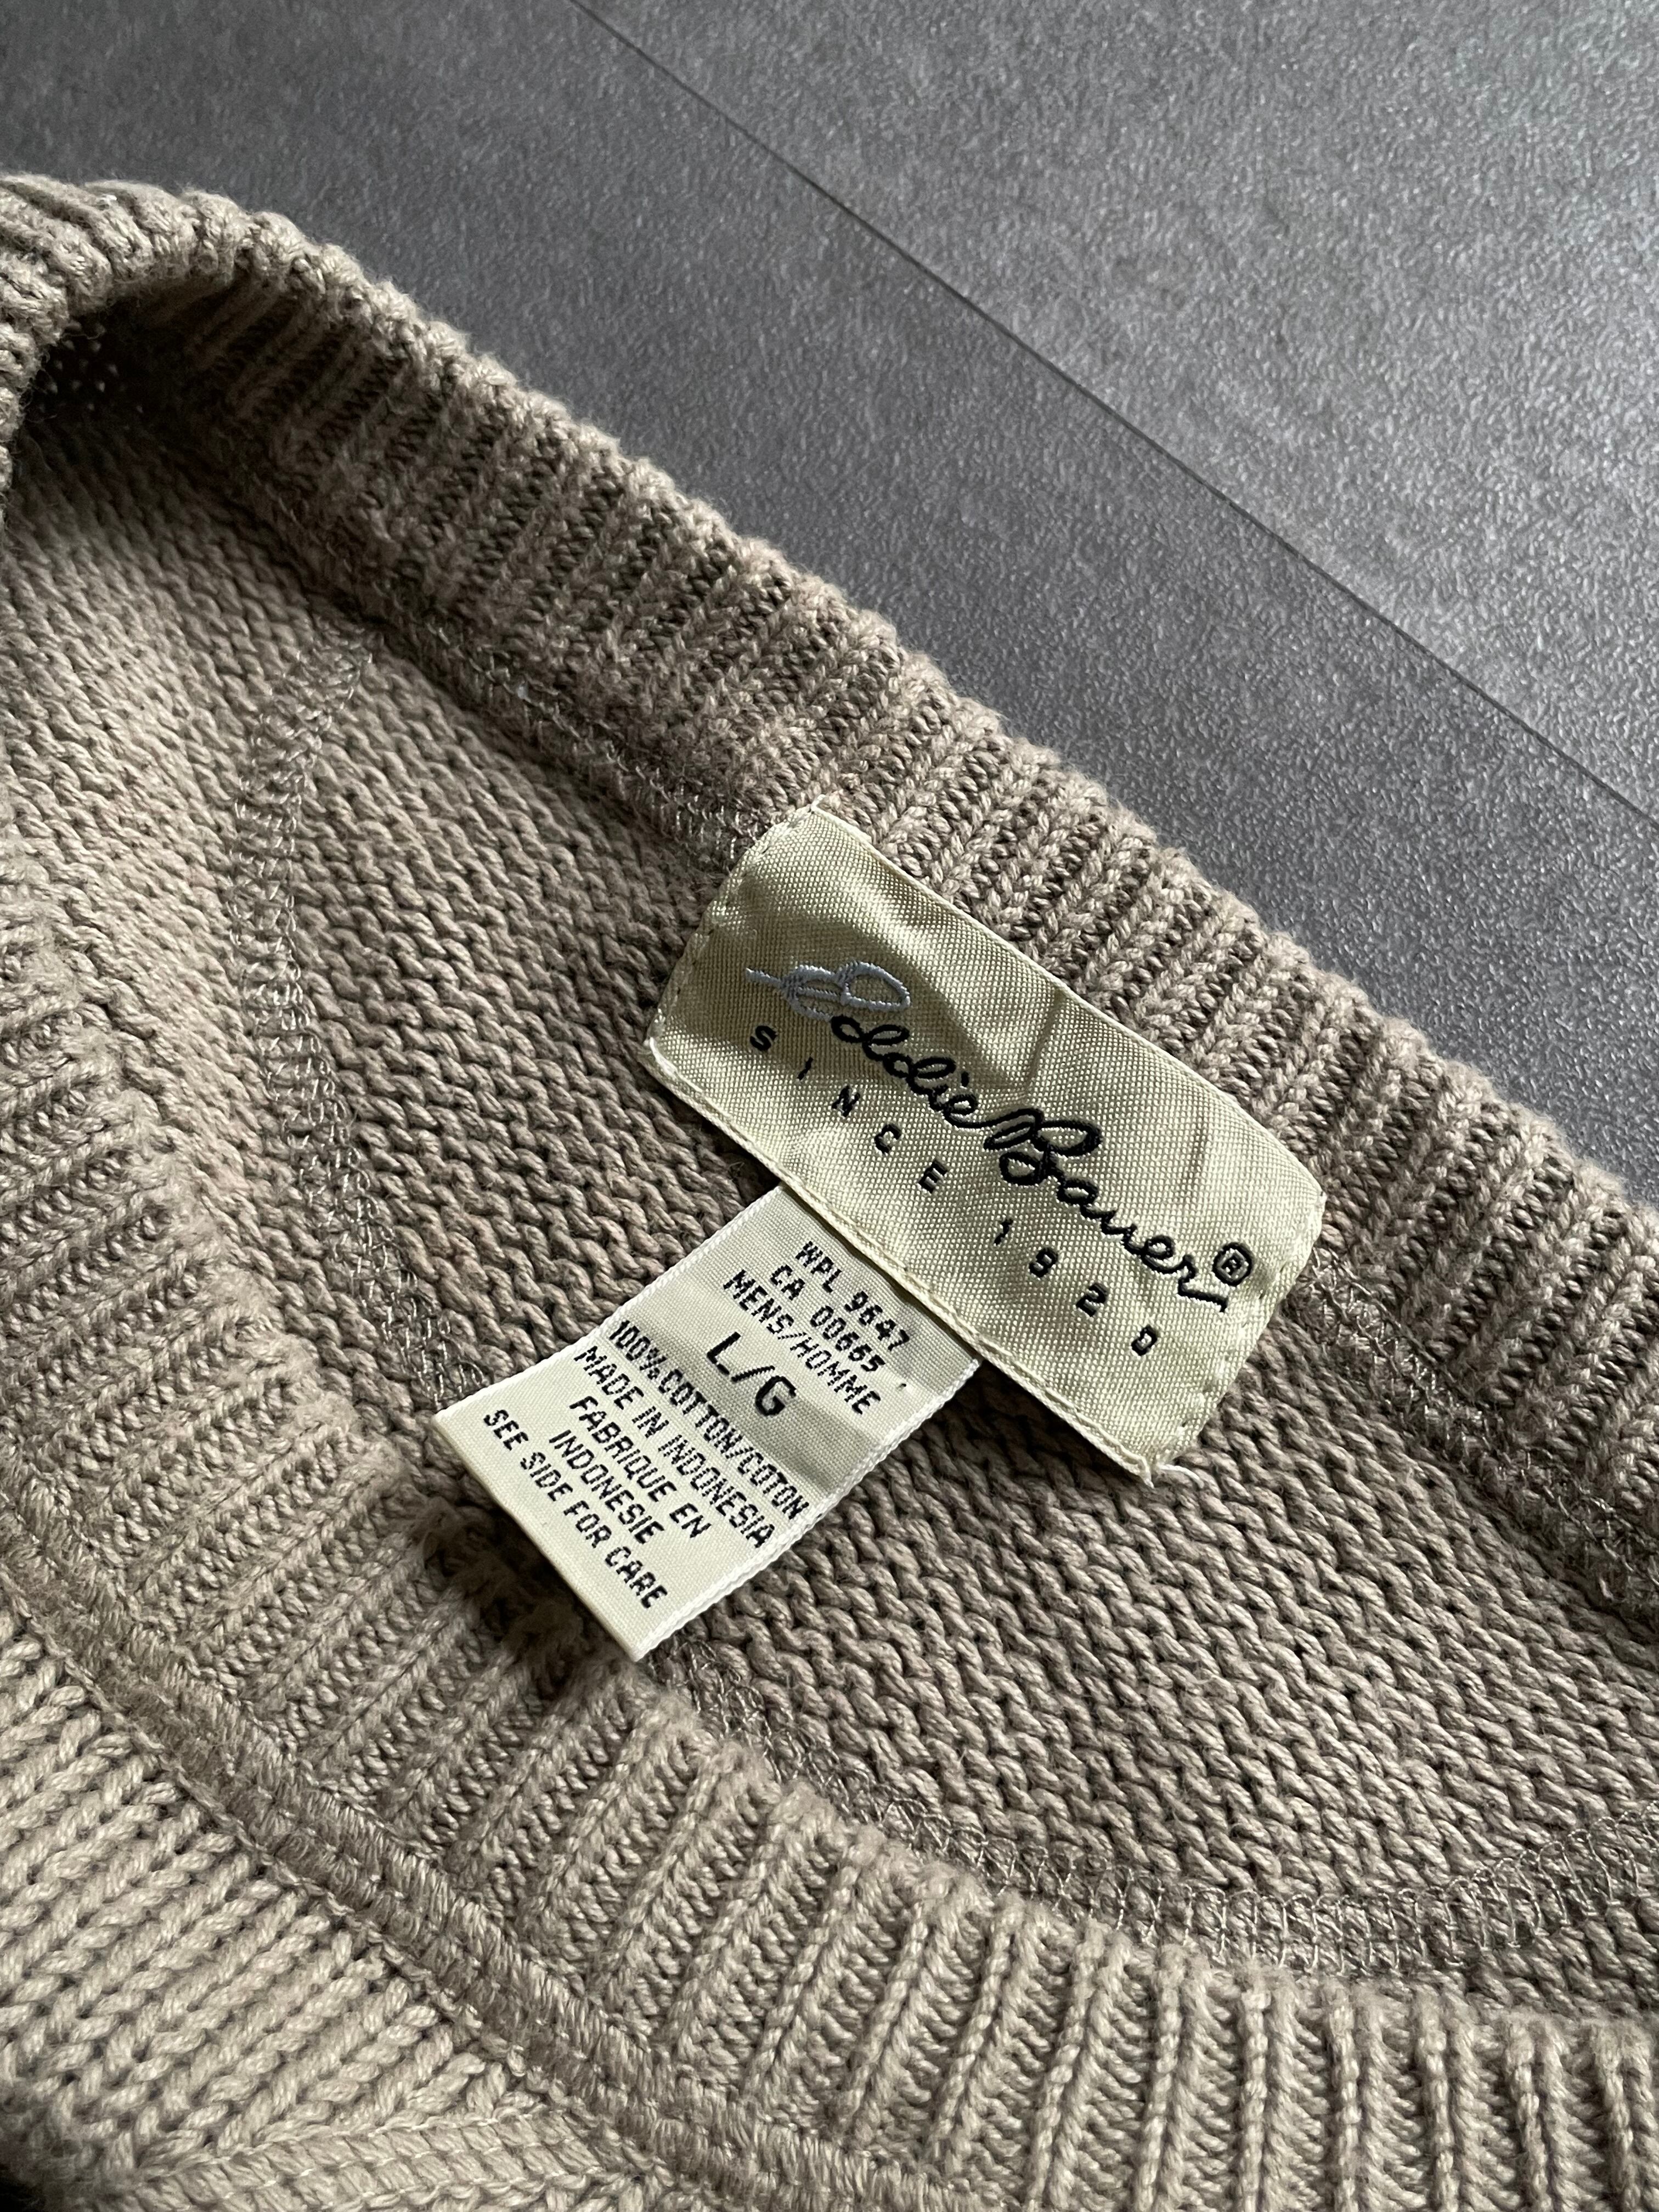 Eddie Bauer®
SINCE 1920
WPL 9647
CA 00665
MENS/HOMME
L/G
100% COTTON/COTON
MADE IN INDONESIA
FABRIQUE EN
INDONESIE
SEE SIDE FOR CARE